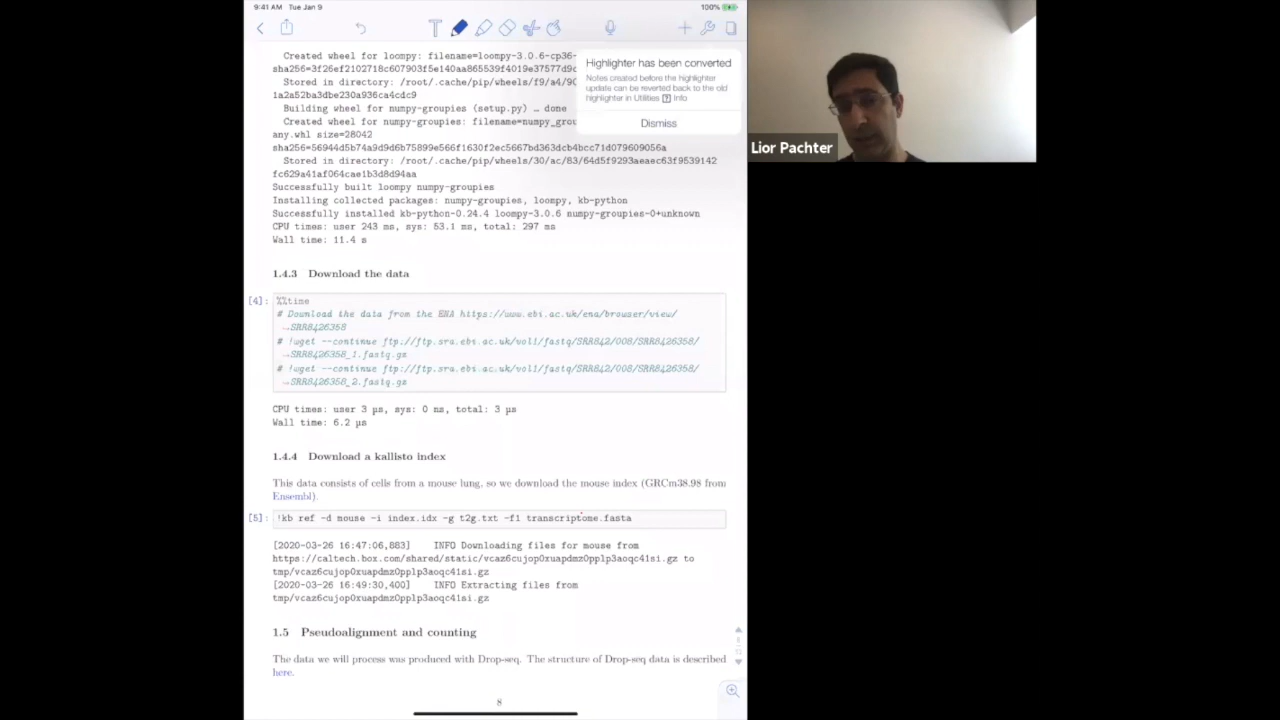 9:41 AM Tue Jan 9
100%
Created wheel for loompy: filename=loompy-3.0.6-cp36-
Highlighter has been converted
Notes created before the highlighter
update can be reverted back to the old
highlighter in Utilities ? Info
Dismiss
Lior Pachter
Stored in directory: /root/.cache/pip/wheels/f9/a4/90
1a2a52ba3dbe230a936ca4cdc9
Building wheel for numpy-groupies (setup.py) … done
Created wheel for numpy-groupies: filename=numpy_grou
any.whl size=28042
sha256=56944d5b74a9d9d6b75899e566f1630f2ec5667bd363dcb4bcc71d079609056a
Stored in directory: /root/.cache/pip/wheels/30/ac/83/64d5f9293aeaec63f9539142
fc629a41af064cae1b3d8d94aa
Successfully built loompy numpy-groupies
Installing collected packages: numpy-groupies, loompy, kb-python
Successfully installed kb-python-0.24.4 loompy-3.0.6 numpy-groupies-0+unknown
CPU times: user 243 ms, sys: 53.1 ms, total: 297 ms
Wall time: 11.4 s
1.4.3 Download the data
[4]: %%time
# Download the data from the ENA https://www.ebi.ac.uk/ena/browser/view/
→SRR8426358
# !wget --continue ftp://ftp.sra.ebi.ac.uk/vol1/fastq/SRR842/008/SRR8426358/
→SRR8426358_1.fastq.gz
# !wget --continue ftp://ftp.sra.ebi.ac.uk/vol1/fastq/SRR842/008/SRR8426358/
→SRR8426358_2.fastq.gz
CPU times: user 3 µs, sys: 0 ns, total: 3 µs
Wall time: 6.2 µs
1.4.4 Download a kallisto index
This data consists of cells from a mouse lung, so we download the mouse index (GRCm38.98 from
Ensembl).
[5]: !kb ref -d mouse -i index.idx -g t2g.txt -f1 transcriptome.fasta
[2020-03-26 16:47:06,883] INFO Downloading files for mouse from
https://caltech.box.com/shared/static/vcaz6cujop0xuapdmz0pplp3aoqc41si.gz to
tmp/vcaz6cujop0xuapdmz0pplp3aoqc41si.gz
[2020-03-26 16:49:30,400] INFO Extracting files from
tmp/vcaz6cujop0xuapdmz0pplp3aoqc41si.gz
1.5 Pseudoalignment and counting
The data we will process was produced with Drop-seq. The structure of Drop-seq data is described
here.
8